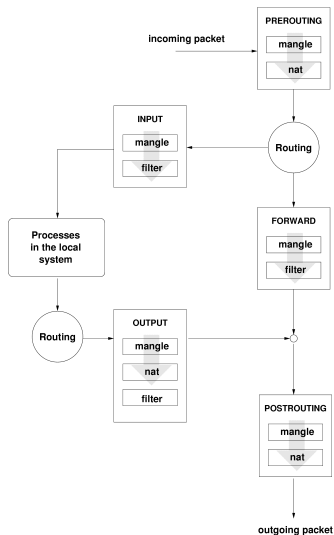 incoming packet
PREROUTING
mangle
nat
Routing
INPUT
mangle
filter
Processes
in the local
system
FORWARD
mangle
filter
Routing
OUTPUT
mangle
nat
filter
POSTROUTING
mangle
nat
outgoing packet